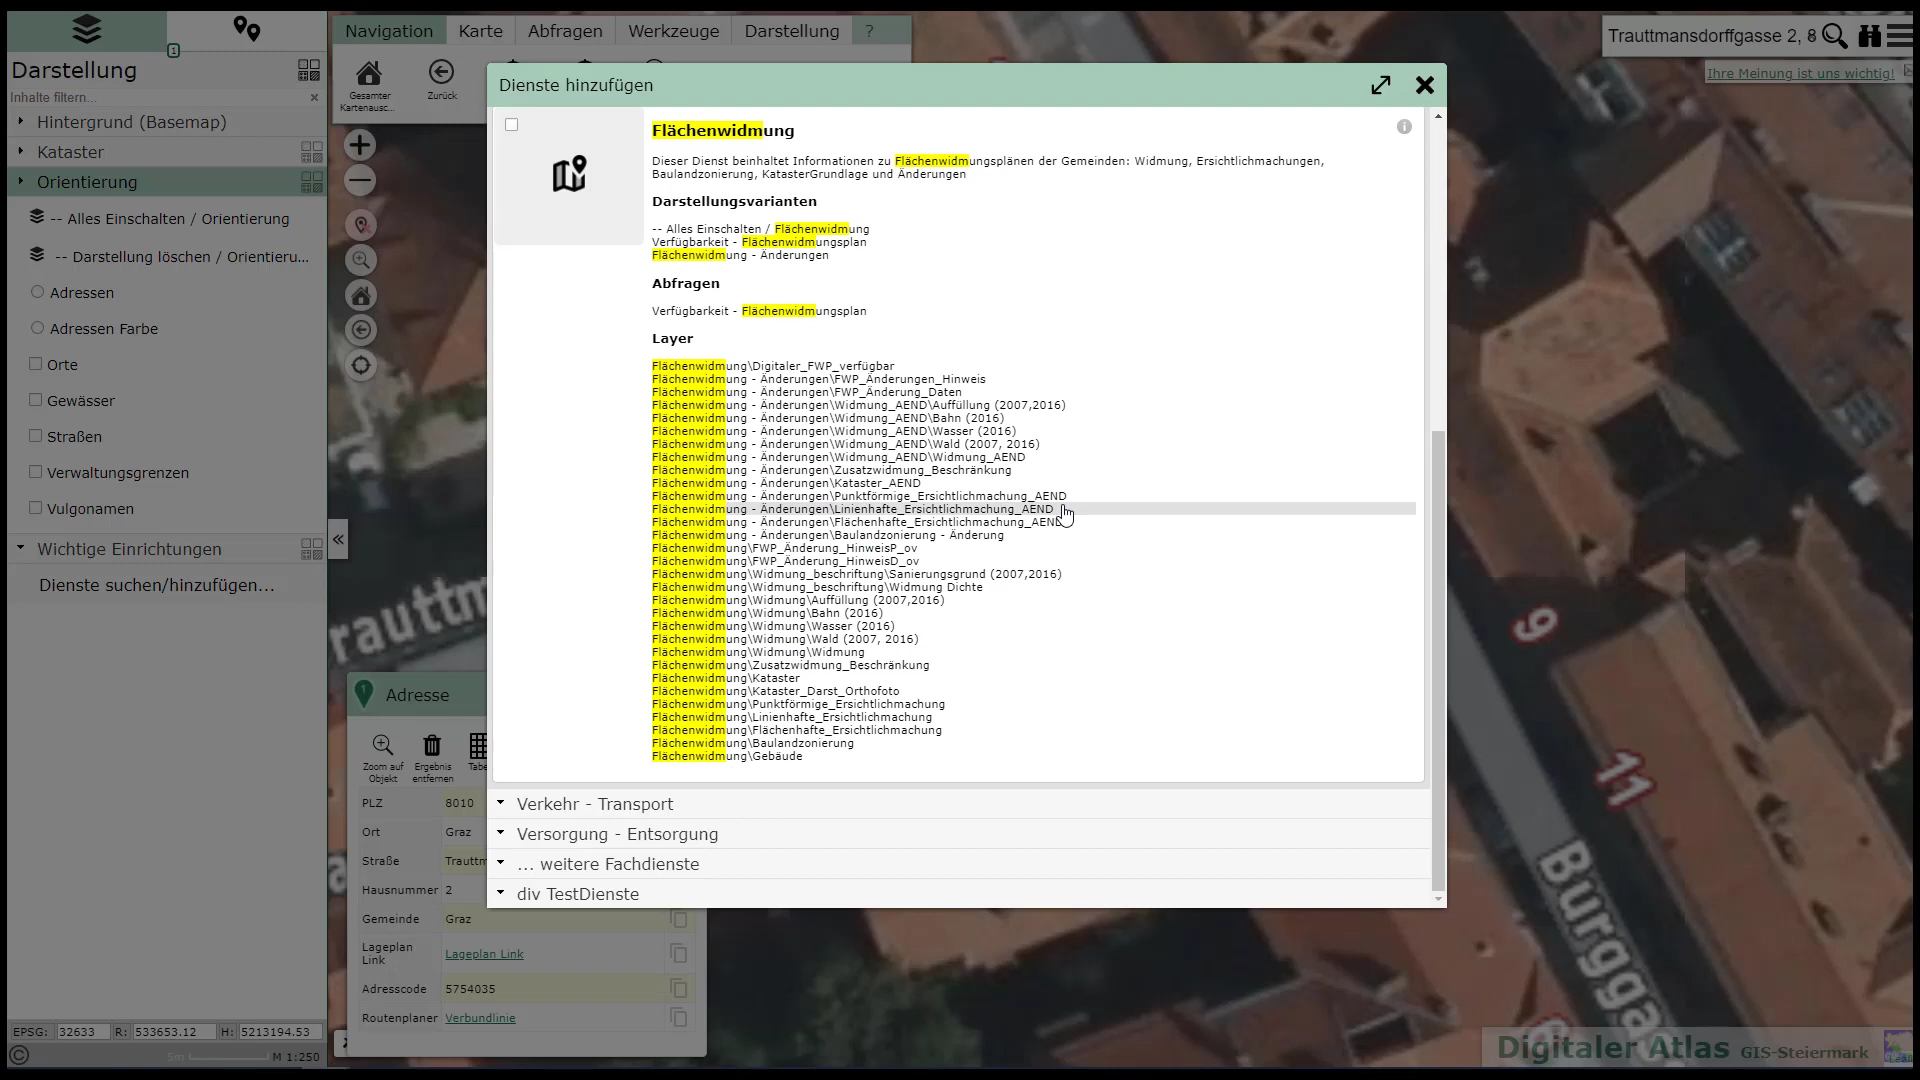 Navigation
Karte
Abfragen
Werkzeuge
Darstellung
?
Trauttmansdorffgasse 2, 8
Ihre Meinung ist uns wichtig!
1
Darstellung
Inhalte filtern...
Hintergrund (Basemap)
Kataster
Orientierung
-- Alles Einschalten / Orientierung
-- Darstellung löschen / Orientieru...
Adressen
Adressen Farbe
Orte
Gewässer
Straßen
Verwaltungsgrenzen
Vulgonamen
Wichtige Einrichtungen
Dienste suchen/hinzufügen...
EPSG: 32633 R: 533653.12 H: 5213194.53
5m M 1:250
Gesamter
Kartenausc...
Zurück
Dienste hinzufügen
Flächenwidmung
Dieser Dienst beinhaltet Informationen zu Flächenwidmungsplänen der Gemeinden: Widmung, Ersichtlichmachungen,
Baulandzonierung, KatasterGrundlage und Änderungen
Darstellungsvarianten
-- Alles Einschalten / Flächenwidmung
Verfügbarkeit - Flächenwidmungsplan
Flächenwidmung - Änderungen
Abfragen
Verfügbarkeit - Flächenwidmungsplan
Layer
Flächenwidmung\Digitaler_FWP_verfügbar
Flächenwidmung - Änderungen\FWP_Änderungen_Hinweis
Flächenwidmung - Änderungen\FWP_Änderung_Daten
Flächenwidmung - Änderungen\Widmung_AEND\Auffüllung (2007,2016)
Flächenwidmung - Änderungen\Widmung_AEND\Bahn (2016)
Flächenwidmung - Änderungen\Widmung_AEND\Wasser (2016)
Flächenwidmung - Änderungen\Widmung_AEND\Wald (2007, 2016)
Flächenwidmung - Änderungen\Widmung_AEND\Widmung_AEND
Flächenwidmung - Änderungen\Zusatzwidmung_Beschränkung
Flächenwidmung - Änderungen\Kataster_AEND
Flächenwidmung - Änderungen\Punktförmige_Ersichtlichmachung_AEND
Flächenwidmung - Änderungen\Linienhafte_Ersichtlichmachung_AEND
Flächenwidmung - Änderungen\Flächenhafte_Ersichtlichmachung_AEND
Flächenwidmung - Änderungen\Baulandzonierung - Änderung
Flächenwidmung\FWP_Änderung_HinweisP_ov
Flächenwidmung\FWP_Änderung_HinweisD_ov
Flächenwidmung\Widmung_beschriftung\Sanierungsgrund (2007,2016)
Flächenwidmung\Widmung_beschriftung\Widmung Dichte
Flächenwidmung\Widmung\Auffüllung (2007,2016)
Flächenwidmung\Widmung\Bahn (2016)
Flächenwidmung\Widmung\Wasser (2016)
Flächenwidmung\Widmung\Wald (2007, 2016)
Flächenwidmung\Widmung\Widmung
Flächenwidmung\Zusatzwidmung_Beschränkung
Flächenwidmung\Kataster
Flächenwidmung\Kataster_Darst_Orthofoto
Flächenwidmung\Punktförmige_Ersichtlichmachung
Flächenwidmung\Linienhafte_Ersichtlichmachung
Flächenwidmung\Flächenhafte_Ersichtlichmachung
Flächenwidmung\Baulandzonierung
Flächenwidmung\Gebäude
Verkehr - Transport
Versorgung - Entsorgung
... weitere Fachdienste
div TestDienste
1 Adresse
Zoom auf
Objekt
Ergebnis
entfernen
Tabe
PLZ 8010
Ort Graz
Straße Trauttm
Hausnummer 2
Gemeinde Graz
Lageplan
Link
Lageplan Link
Adresscode 5754035
Routenplaner Verbundlinie
rauttm
9
11
Burgga
Digitaler Atlas GIS-Steiermark